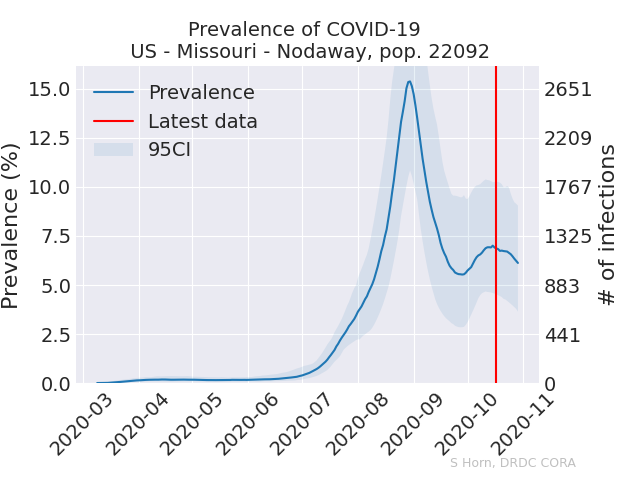 Prevalence of COVID-19
US - Missouri - Nodaway, pop. 22092
Prevalence
Latest data
95CI
Prevalence (%)
15.0
12.5
10.0
7.5
5.0
2.5
0.0
2651
2209
1767
1325
883
441
0
# of infections
2020-03
2020-04
2020-05
2020-06
2020-07
2020-08
2020-09
2020-10
2020-11
S Horn, DRDC CORA